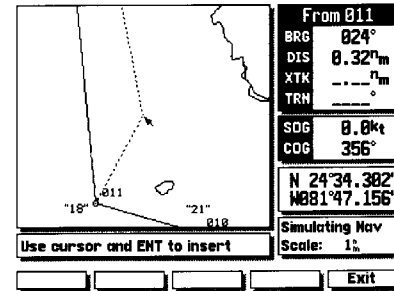 From 011
BRG 024°
DIS 0.32nm
XTK _.__nm
TRN ____°
SOG 0.0kt
COG 356°
N 24°34.302'
W081°47.156'
Simulating Nav
Scale: 1
011
"18"
"21"
010
Use cursor and ENT to insert
Exit